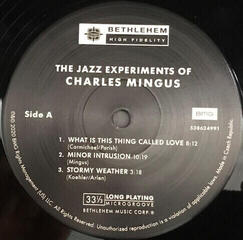 BETHLEHEM
HIGH FIDELITY
THE JAZZ EXPERIMENTS OF
CHARLES MINGUS
Side A
538624991
BMG
1. WHAT IS THIS THING CALLED LOVE 8:12
(Carmichael/Parish)
2. MINOR INTRUSION 10:19
(Mingus)
3. STORMY WEATHER 3:18
(Koehler/Arlen)
33⅓
LONG PLAYING
MICROGROOVE
BETHLEHEM MUSIC CORP.®